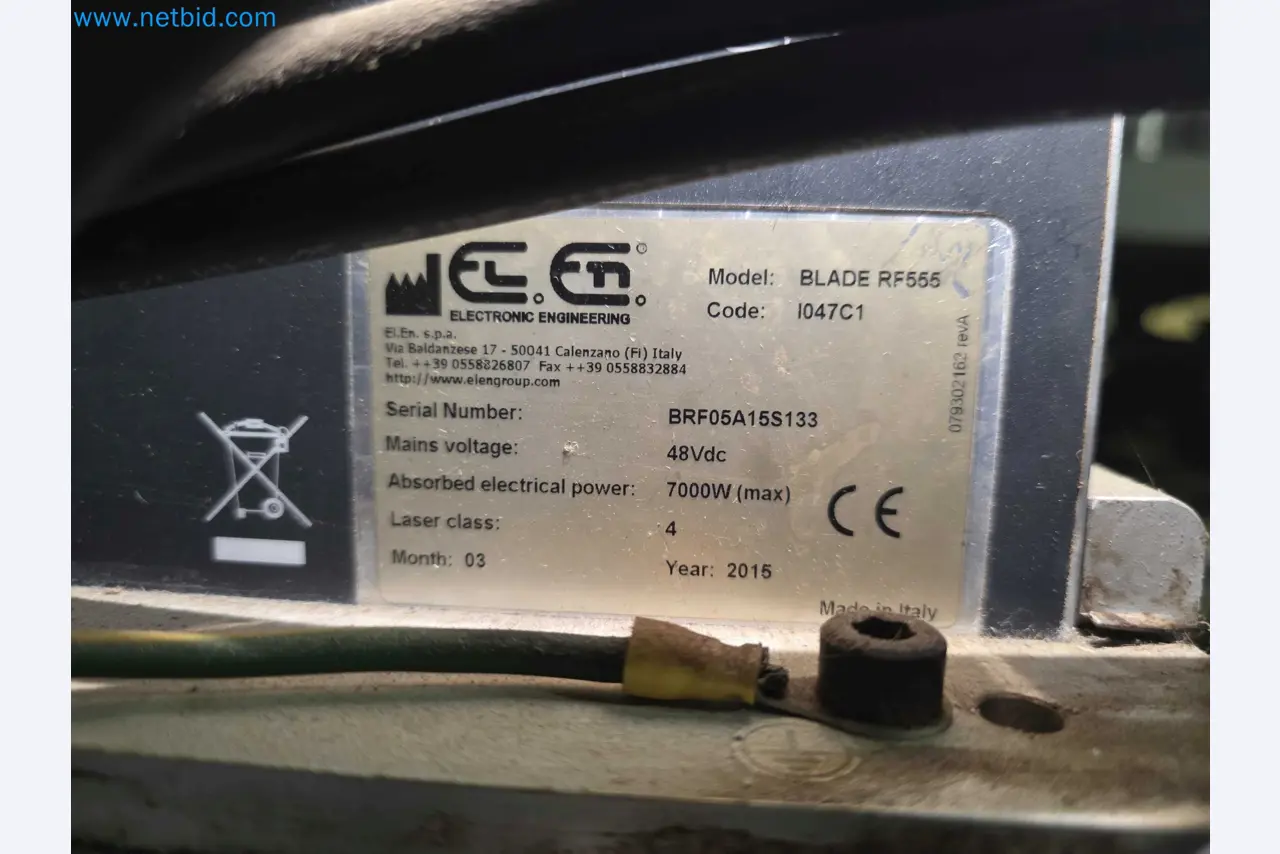 www.netbid.com
EL.En.®
ELECTRONIC ENGINEERING
El.En. s.p.a.
Via Baldanzese 17 - 50041 Calenzano (FI) Italy
Tel. ++39 0558826807 Fax ++39 0558832884
http://www.elengroup.com
Model: BLADE RF555
Code: I047C1
Serial Number: BRF05A15S133
Mains voltage: 48Vdc
Absorbed electrical power: 7000W (max)
Laser class: 4
Month: 03 Year: 2015
CE
Made in Italy
079302162 revA